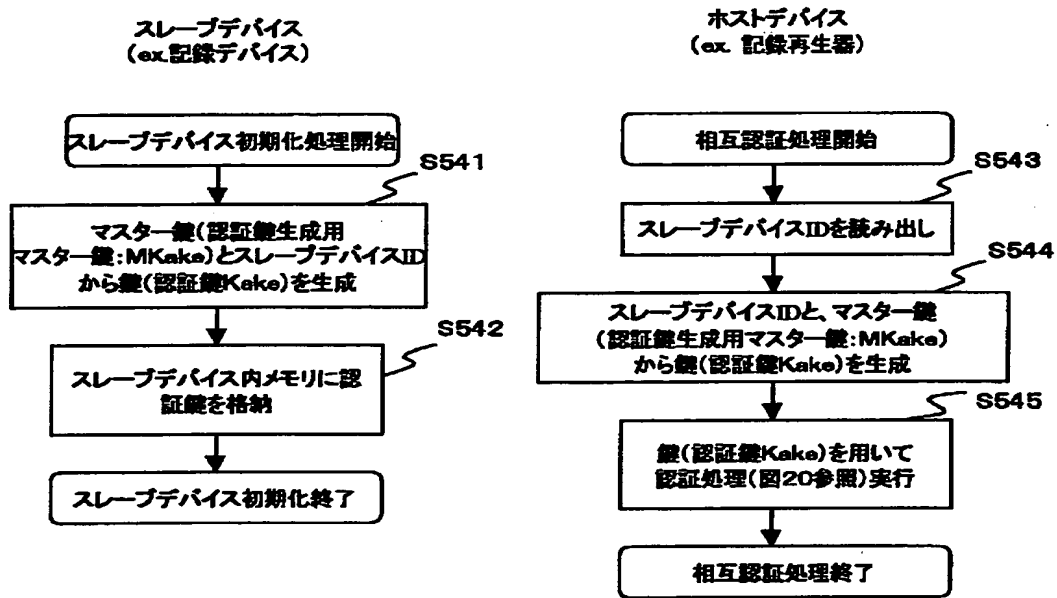 スレーブデバイス
(ex.記録デバイス)
スレーブデバイス初期化処理開始
S541
マスター鍵(認証鍵生成用
マスター鍵:MKake)とスレーブデバイスID
から鍵(認証鍵Kake)を生成
S542
スレーブデバイス内メモリに認
証鍵を格納
スレーブデバイス初期化終了
ホストデバイス
(ex. 記録再生器)
相互認証処理開始
S543
スレーブデバイスIDを読み出し
S544
スレーブデバイスIDと、マスター鍵
(認証鍵生成用マスター鍵:MKake)
から鍵(認証鍵Kake)を生成
S545
鍵(認証鍵Kake)を用いて
認証処理(図20参照)実行
相互認証処理終了